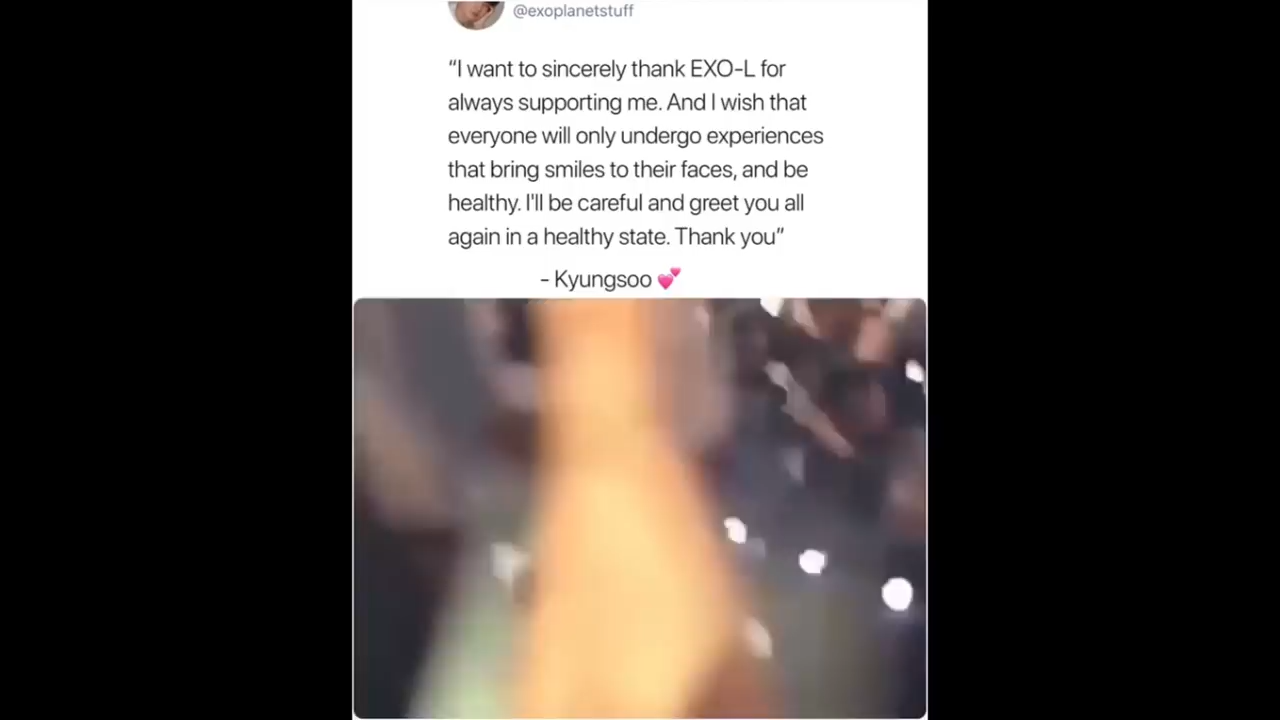 @exoplanetstuff
“I want to sincerely thank EXO-L for
always supporting me. And I wish that
everyone will only undergo experiences
that bring smiles to their faces, and be
healthy. I'll be careful and greet you all
again in a healthy state. Thank you”
- Kyungsoo 💕